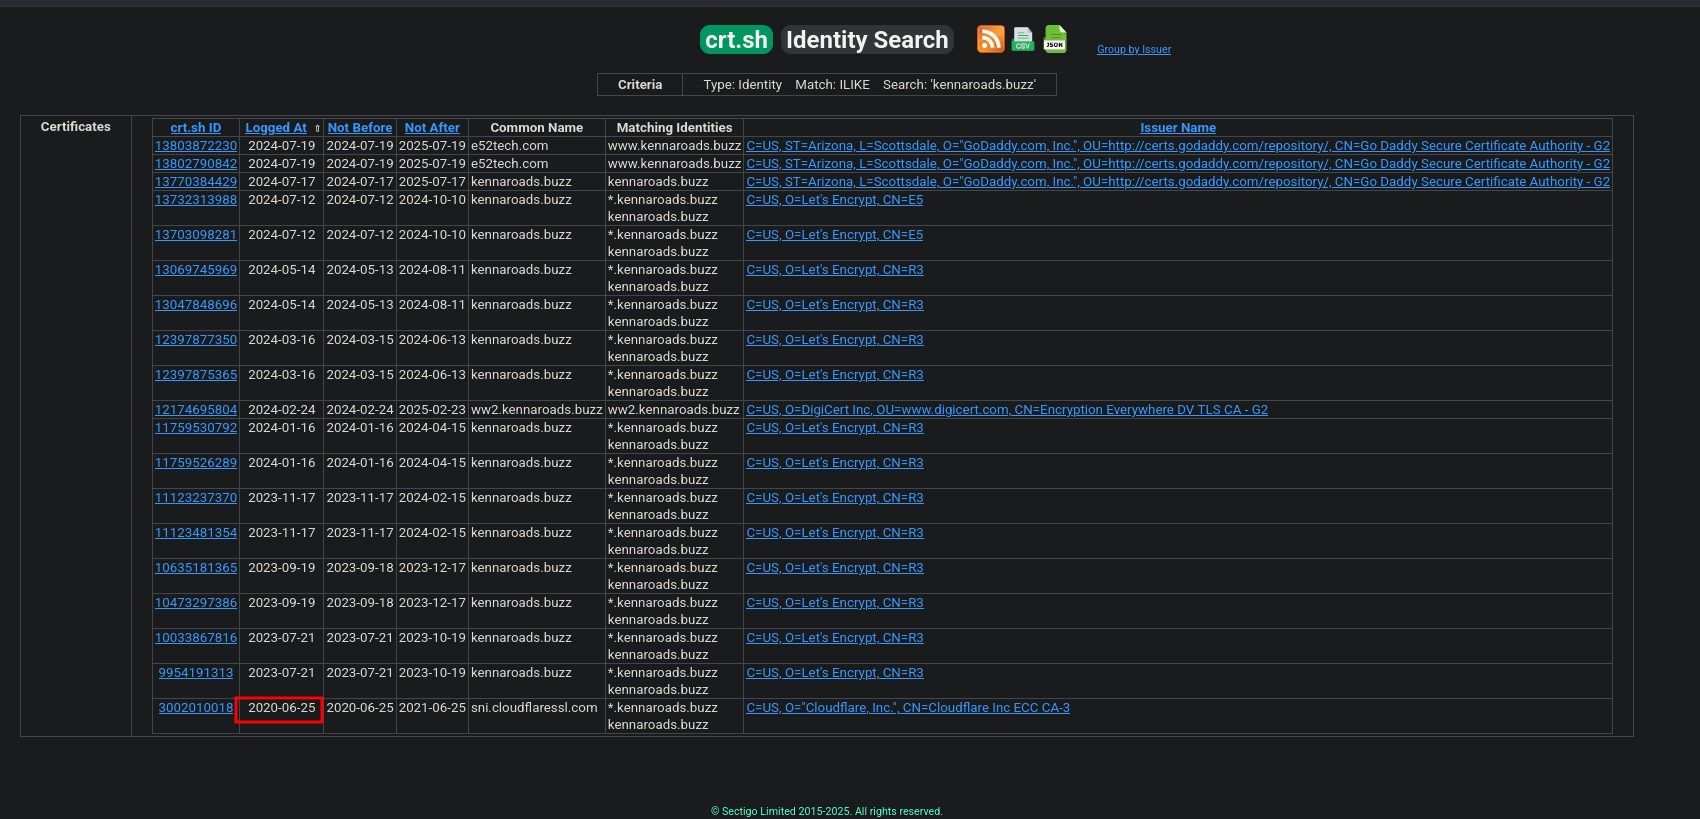 crt.sh Identity Search CSV JSON Group by Issuer
Criteria Type: Identity Match: ILIKE Search: 'kennaroads.buzz'
Certificates crt.sh ID Logged At ⇧ Not Before Not After Common Name Matching Identities Issuer Name
13803872230 2024-07-19 2024-07-19 2025-07-19 e52tech.com www.kennaroads.buzz C=US, ST=Arizona, L=Scottsdale, O="GoDaddy.com, Inc.", OU=http://certs.godaddy.com/repository/, CN=Go Daddy Secure Certificate Authority - G2
13802790842 2024-07-19 2024-07-19 2025-07-19 e52tech.com www.kennaroads.buzz C=US, ST=Arizona, L=Scottsdale, O="GoDaddy.com, Inc.", OU=http://certs.godaddy.com/repository/, CN=Go Daddy Secure Certificate Authority - G2
13770384429 2024-07-17 2024-07-17 2025-07-17 kennaroads.buzz kennaroads.buzz C=US, ST=Arizona, L=Scottsdale, O="GoDaddy.com, Inc.", OU=http://certs.godaddy.com/repository/, CN=Go Daddy Secure Certificate Authority - G2
13732313988 2024-07-12 2024-07-12 2024-10-10 kennaroads.buzz *.kennaroads.buzz C=US, O=Let's Encrypt, CN=E5
kennaroads.buzz
13703098281 2024-07-12 2024-07-12 2024-10-10 kennaroads.buzz *.kennaroads.buzz C=US, O=Let's Encrypt, CN=E5
kennaroads.buzz
13069745969 2024-05-14 2024-05-13 2024-08-11 kennaroads.buzz *.kennaroads.buzz C=US, O=Let's Encrypt, CN=R3
kennaroads.buzz
13047848696 2024-05-14 2024-05-13 2024-08-11 kennaroads.buzz *.kennaroads.buzz C=US, O=Let's Encrypt, CN=R3
kennaroads.buzz
12397877350 2024-03-16 2024-03-15 2024-06-13 kennaroads.buzz *.kennaroads.buzz C=US, O=Let's Encrypt, CN=R3
kennaroads.buzz
12397875365 2024-03-16 2024-03-15 2024-06-13 kennaroads.buzz *.kennaroads.buzz C=US, O=Let's Encrypt, CN=R3
kennaroads.buzz
12174695804 2024-02-24 2024-02-24 2025-02-23 ww2.kennaroads.buzz ww2.kennaroads.buzz C=US, O=DigiCert Inc, OU=www.digicert.com, CN=Encryption Everywhere DV TLS CA - G2
11759530792 2024-01-16 2024-01-16 2024-04-15 kennaroads.buzz *.kennaroads.buzz C=US, O=Let's Encrypt, CN=R3
kennaroads.buzz
11759526289 2024-01-16 2024-01-16 2024-04-15 kennaroads.buzz *.kennaroads.buzz C=US, O=Let's Encrypt, CN=R3
kennaroads.buzz
11123237370 2023-11-17 2023-11-17 2024-02-15 kennaroads.buzz *.kennaroads.buzz C=US, O=Let's Encrypt, CN=R3
kennaroads.buzz
11123481354 2023-11-17 2023-11-17 2024-02-15 kennaroads.buzz *.kennaroads.buzz C=US, O=Let's Encrypt, CN=R3
kennaroads.buzz
10635181365 2023-09-19 2023-09-18 2023-12-17 kennaroads.buzz *.kennaroads.buzz C=US, O=Let's Encrypt, CN=R3
kennaroads.buzz
10473297386 2023-09-19 2023-09-18 2023-12-17 kennaroads.buzz *.kennaroads.buzz C=US, O=Let's Encrypt, CN=R3
kennaroads.buzz
10033867816 2023-07-21 2023-07-21 2023-10-19 kennaroads.buzz *.kennaroads.buzz C=US, O=Let's Encrypt, CN=R3
kennaroads.buzz
9954191313 2023-07-21 2023-07-21 2023-10-19 kennaroads.buzz *.kennaroads.buzz C=US, O=Let's Encrypt, CN=R3
kennaroads.buzz
3002010018 2020-06-25 2020-06-25 2021-06-25 sni.cloudflaressl.com *.kennaroads.buzz C=US, O="Cloudflare, Inc.", CN=Cloudflare Inc ECC CA-3
kennaroads.buzz
© Sectigo Limited 2015-2025. All rights reserved.